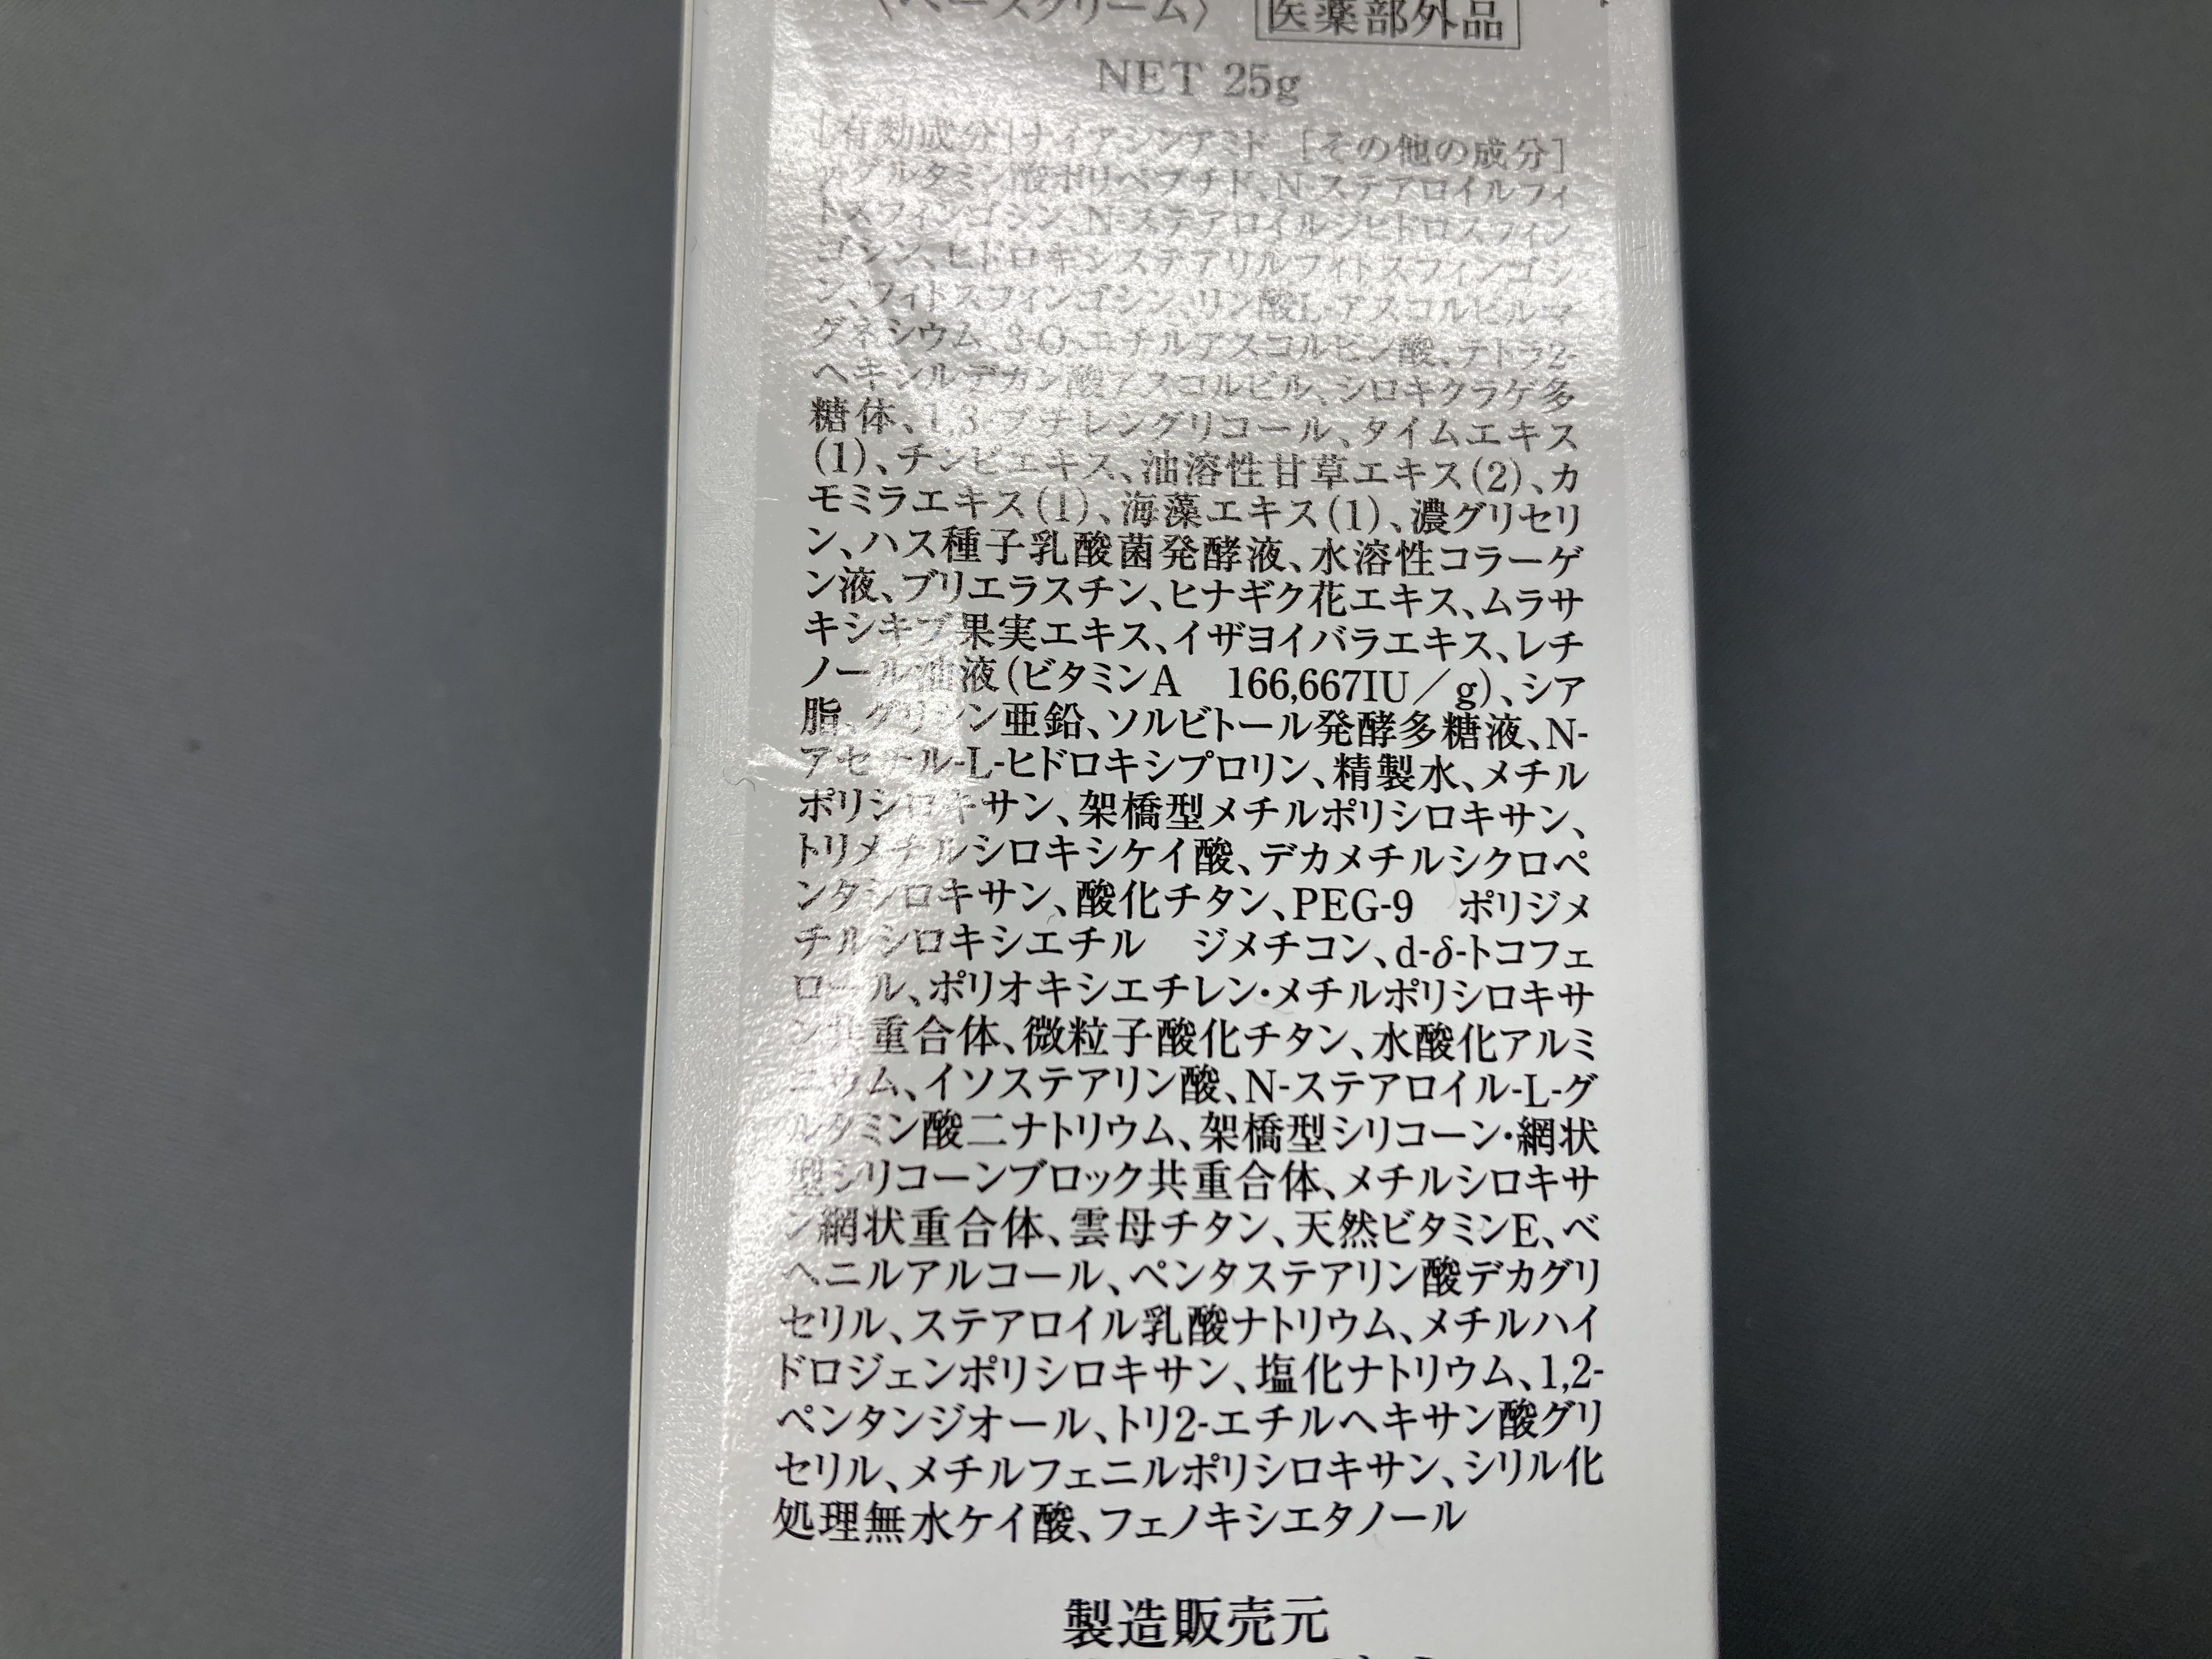 〈ベースクリーム〉 医薬部外品
NET 25g
[有効成分]ナイアシンアミド [その他の成分]
グルタミン酸ポリペプチド、N-ステアロイルフィ
トスフィンゴシン、N-ステアロイルジヒドロスフィン
ゴシン、ヒドロキシステアリルフィトスフィンゴシ
ン、フィトスフィンゴシン、リン酸L-アスコルビルマ
グネシウム、3-O-エチルアスコルビン酸、テトラ2-
ヘキシルデカン酸アスコルビル、シロキクラゲ多
糖体、1,3-ブチレングリコール、タイムエキス
(1)、チンピエキス、油溶性甘草エキス(2)、カ
モミラエキス(1)、海藻エキス(1)、濃グリセリ
ン、ハス種子乳酸菌発酵液、水溶性コラーゲ
ン液、ブリエラスチン、ヒナギク花エキス、ムラサ
キシキブ果実エキス、イザヨイバラエキス、レチ
ノール油液(ビタミンA 166,667IU/g)、シア
脂、グリシン亜鉛、ソルビトール発酵多糖液、N-
アセチル-L-ヒドロキシプロリン、精製水、メチル
ポリシロキサン、架橋型メチルポリシロキサン、
トリメチルシロキシケイ酸、デカメチルシクロペ
ンタシロキサン、酸化チタン、PEG-9 ポリジメ
チルシロキシエチル ジメチコン、d-δ-トコフェ
ロール、ポリオキシエチレン・メチルポリシロキサ
ン共重合体、微粒子酸化チタン、水酸化アルミ
ニウム、イソステアリン酸、N-ステアロイル-L-グ
ルタミン酸二ナトリウム、架橋型シリコーン・網状
型シリコーンブロック共重合体、メチルシロキサ
ン網状重合体、雲母チタン、天然ビタミンE、ベ
ヘニルアルコール、ペンタステアリン酸デカグリ
セリル、ステアロイル乳酸ナトリウム、メチルハイ
ドロジェンポリシロキサン、塩化ナトリウム、1,2-
ペンタンジオール、トリ2-エチルヘキサン酸グリ
セリル、メチルフェニルポリシロキサン、シリル化
処理無水ケイ酸、フェノキシエタノール
製造販売元